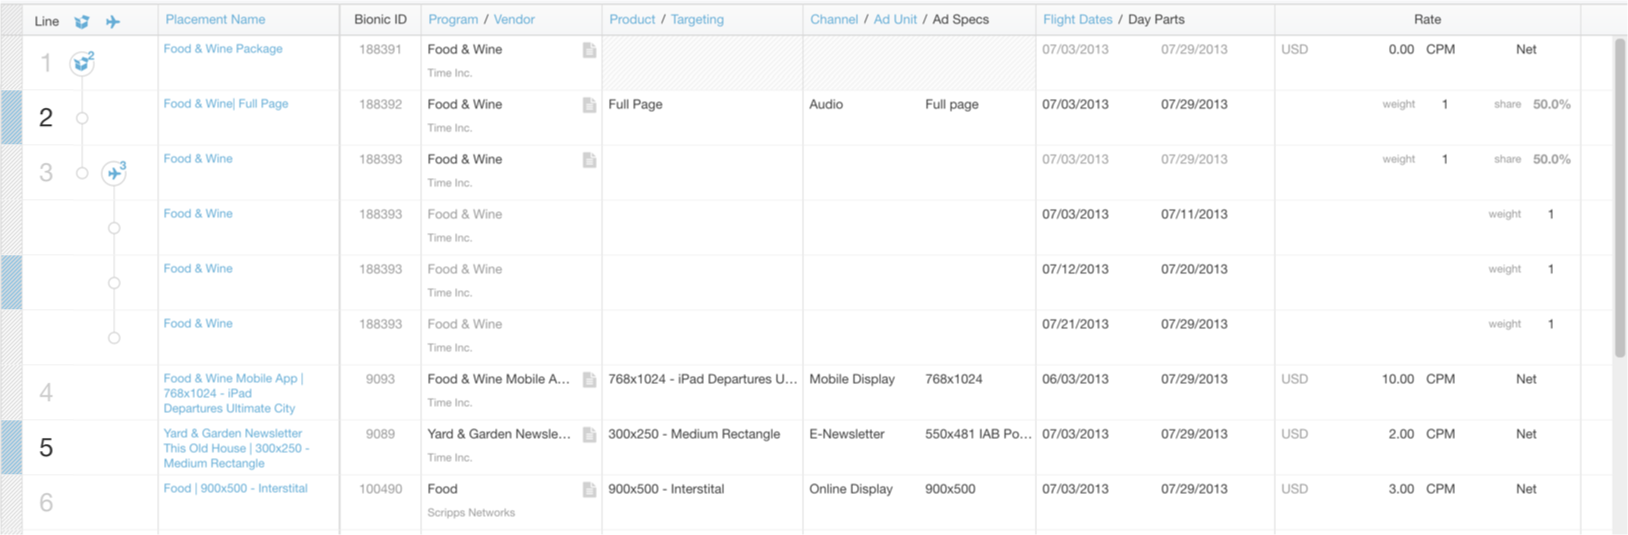 Line Placement Name Bionic ID Program / Vendor Product / Targeting Channel / Ad Unit / Ad Specs Flight Dates / Day Parts Rate
1 2 Food & Wine Package 188391 Food & Wine 07/03/2013 07/29/2013 USD 0.00 CPM Net
Time Inc.
2 Food & Wine| Full Page 188392 Food & Wine Full Page Audio Full page 07/03/2013 07/29/2013 weight 1 share 50.0%
Time Inc.
3 3 Food & Wine 188393 Food & Wine 07/03/2013 07/29/2013 weight 1 share 50.0%
Time Inc.
Food & Wine 188393 Food & Wine 07/03/2013 07/11/2013 weight 1
Time Inc.
Food & Wine 188393 Food & Wine 07/12/2013 07/20/2013 weight 1
Time Inc.
Food & Wine 188393 Food & Wine 07/21/2013 07/29/2013 weight 1
Time Inc.
4 Food & Wine Mobile App | 9093 Food & Wine Mobile A... 768x1024 - iPad Departures U... Mobile Display 768x1024 06/03/2013 07/29/2013 USD 10.00 CPM Net
768x1024 - iPad Time Inc.
Departures Ultimate City
5 Yard & Garden Newsletter 9089 Yard & Garden Newsle... 300x250 - Medium Rectangle E-Newsletter 550x481 IAB Po... 07/03/2013 07/29/2013 USD 2.00 CPM Net
This Old House | 300x250 - Time Inc.
Medium Rectangle
6 Food | 900x500 - Interstital 100490 Food 900x500 - Interstital Online Display 900x500 07/03/2013 07/29/2013 USD 3.00 CPM Net
Scripps Networks